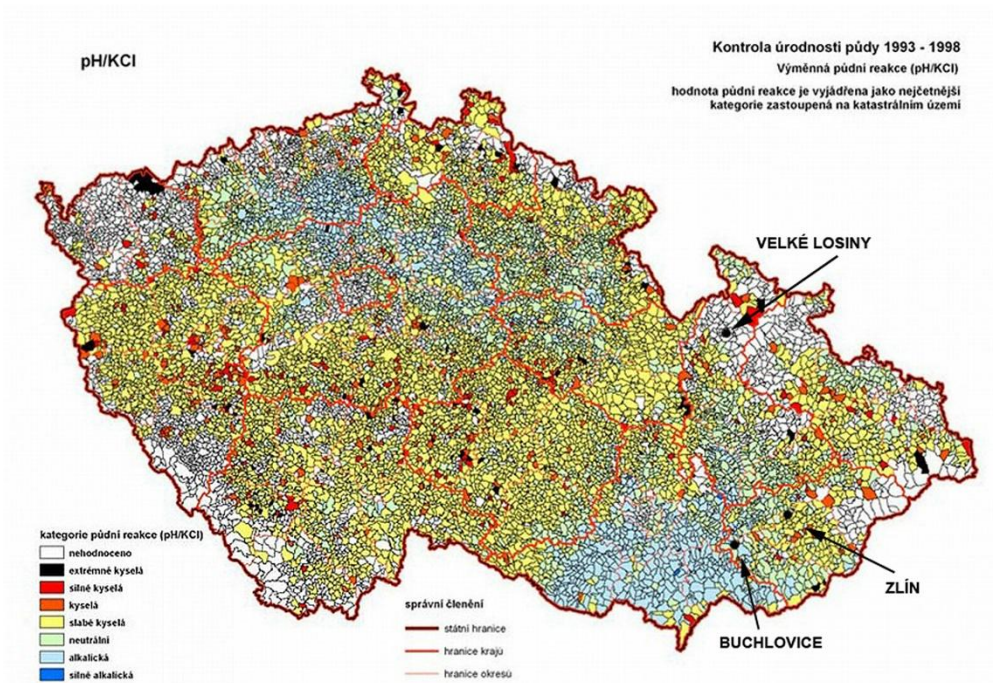 pH/KCl
Kontrola úrodnosti půdy 1993 - 1998
Výměnná půdní reakce (pH/KCl)
hodnota půdní reakce je vyjádřena jako nejčetnější
kategorie zastoupená na katastrálním území
VELKÉ LOSINY
ZLÍN
BUCHLOVICE
kategorie půdní reakce (pH/KCl)
nehodnoceno
extrémně kyselá
silně kyselá
kyselá
slabě kyselá
neutrální
alkalická
silně alkalická
správní členění
státní hranice
hranice krajů
hranice okresů